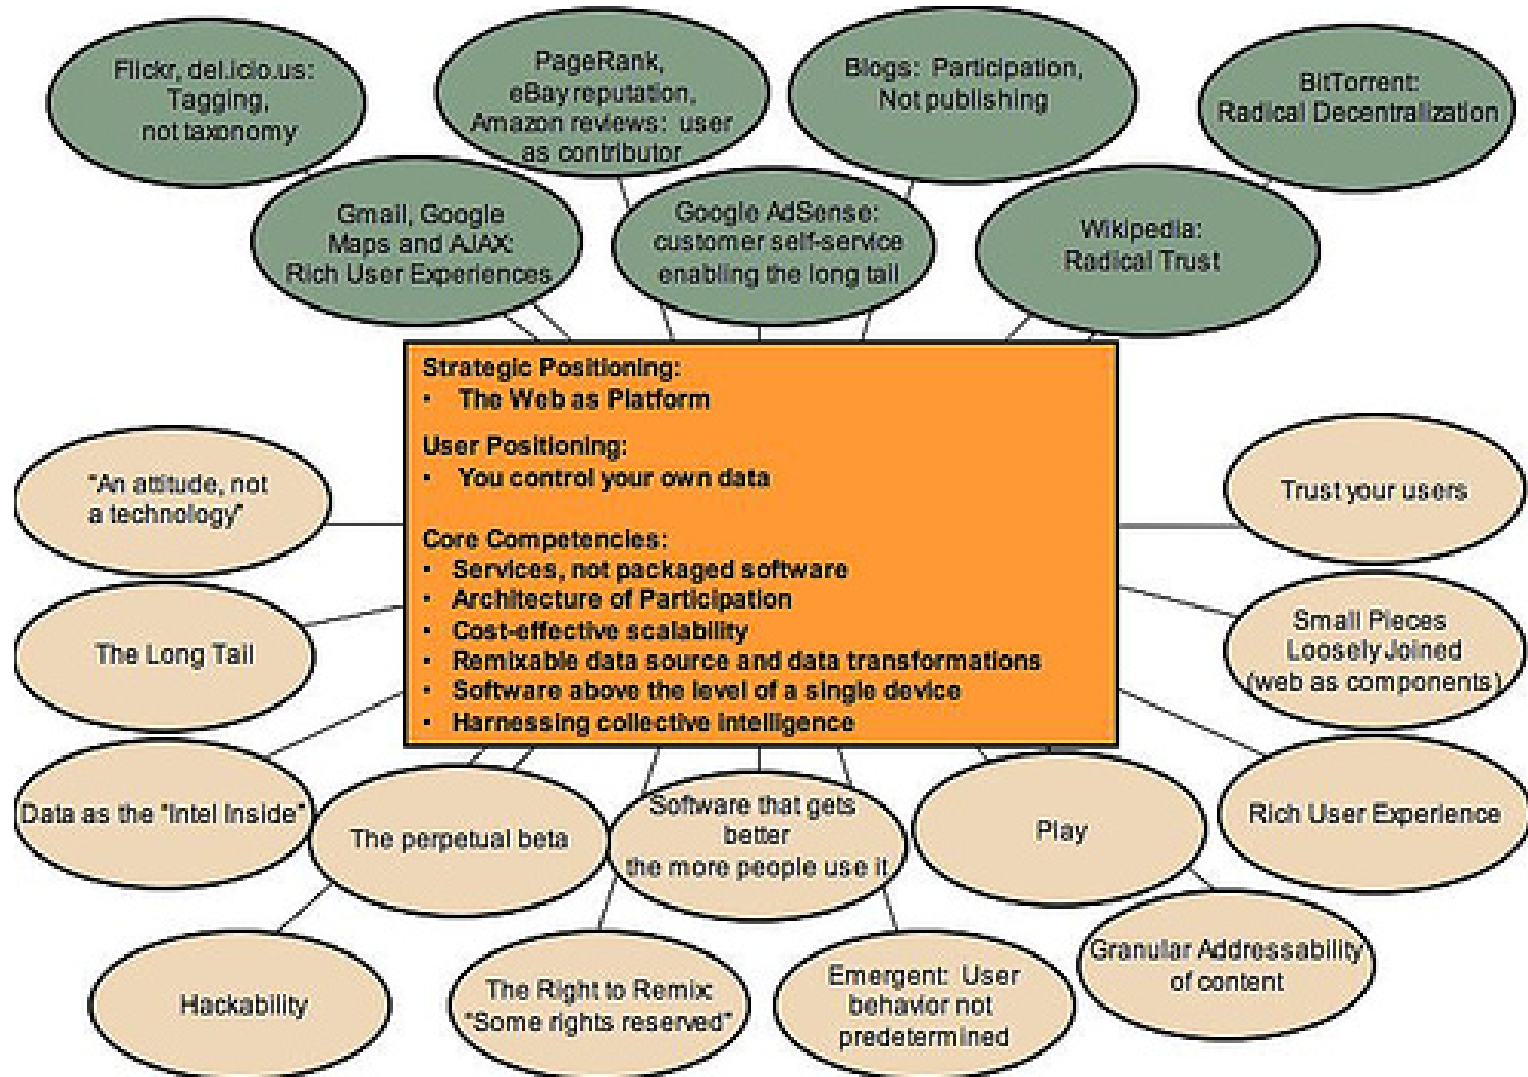 Flickr, del.icio.us:
Tagging,
not taxonomy
PageRank,
eBay reputation,
Amazon reviews: user
as contributor
Blogs: Participation,
Not publishing
BitTorrent:
Radical Decentralization
Gmail, Google
Maps and AJAX:
Rich User Experiences
Google AdSense:
customer self-service
enabling the long tail
Wikipedia:
Radical Trust
Strategic Positioning:
• The Web as Platform
User Positioning:
• You control your own data
Core Competencies:
• Services, not packaged software
• Architecture of Participation
• Cost-effective scalability
• Remixable data source and data transformations
• Software above the level of a single device
• Harnessing collective intelligence
"An attitude, not
a technology"
Trust your users
The Long Tail
Small Pieces
Loosely Joined
(web as components)
Data as the "Intel Inside"
The perpetual beta
Software that gets
better
the more people use it
Play
Rich User Experience
Hackability
The Right to Remix:
"Some rights reserved"
Emergent: User
behavior not
predetermined
Granular Addressability
of content